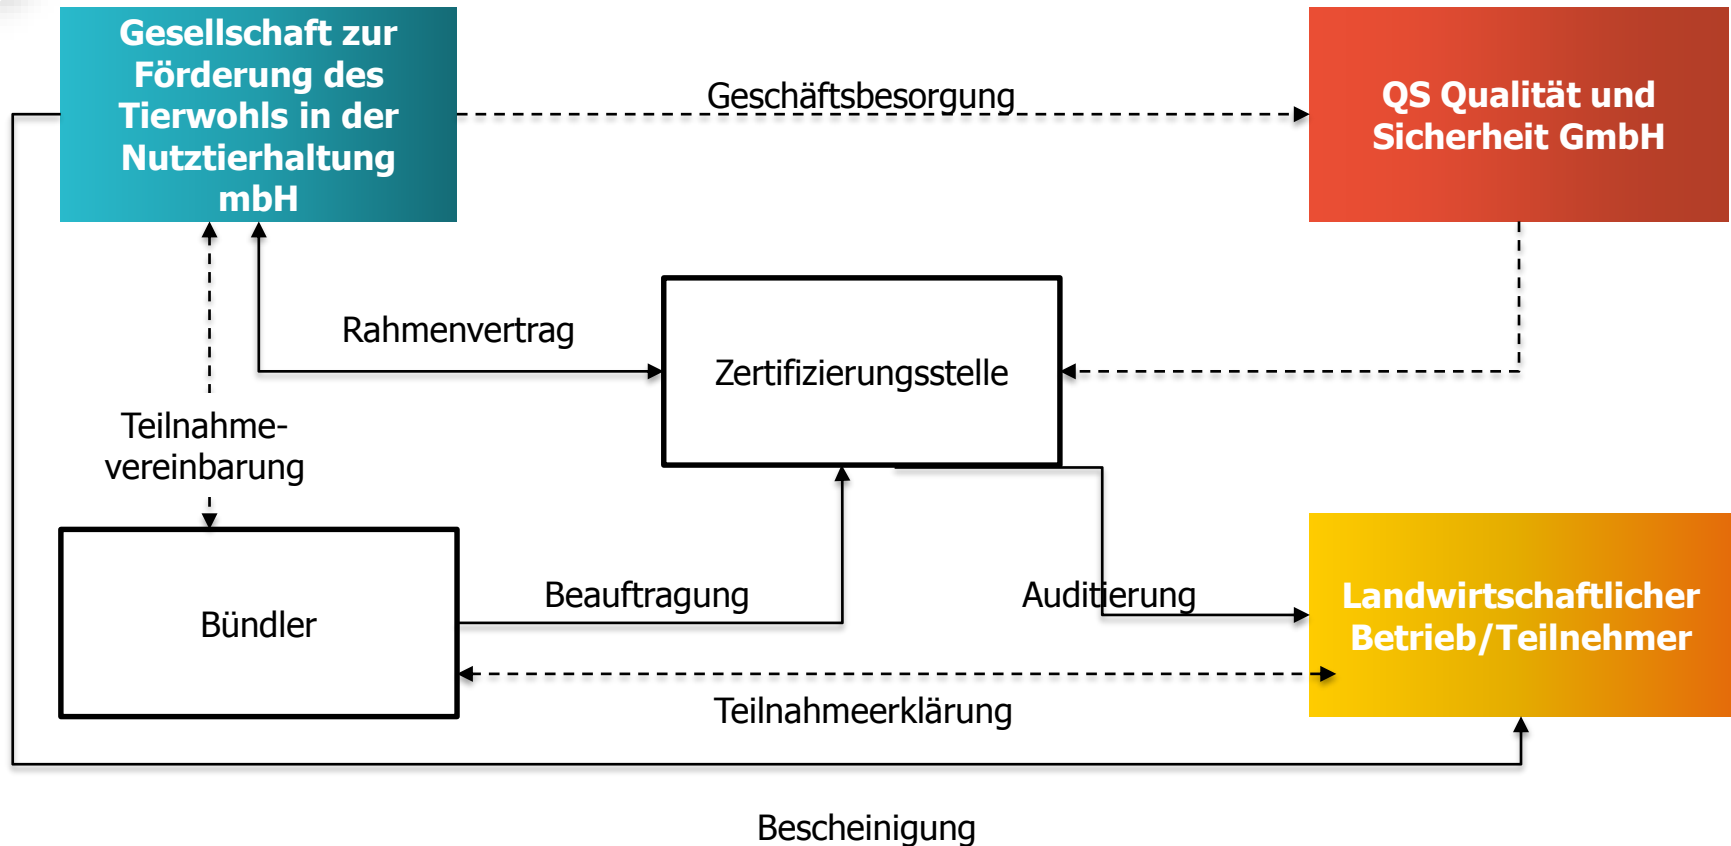 Gesellschaft zur
Förderung des
Tierwohls in der
Nutztierhaltung
mbH
Geschäftsbesorgung
QS Qualität und
Sicherheit GmbH
Rahmenvertrag
Zertifizierungsstelle
Teilnahme-
vereinbarung
Bündler
Beauftragung
Auditierung
Landwirtschaftlicher
Betrieb/Teilnehmer
Teilnahmeerklärung
Bescheinigung